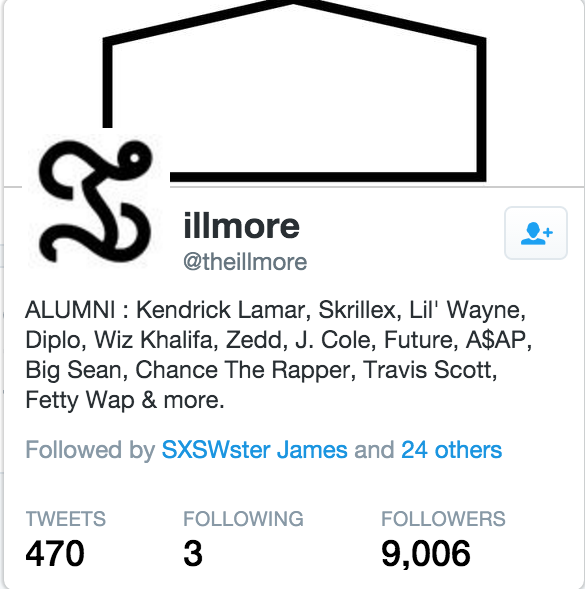 illmore
@theillmore
ALUMNI : Kendrick Lamar, Skrillex, Lil' Wayne,
Diplo, Wiz Khalifa, Zedd, J. Cole, Future, A$AP,
Big Sean, Chance The Rapper, Travis Scott,
Fetty Wap & more.
Followed by SXSWster James and 24 others
TWEETS FOLLOWING FOLLOWERS
470 3 9,006